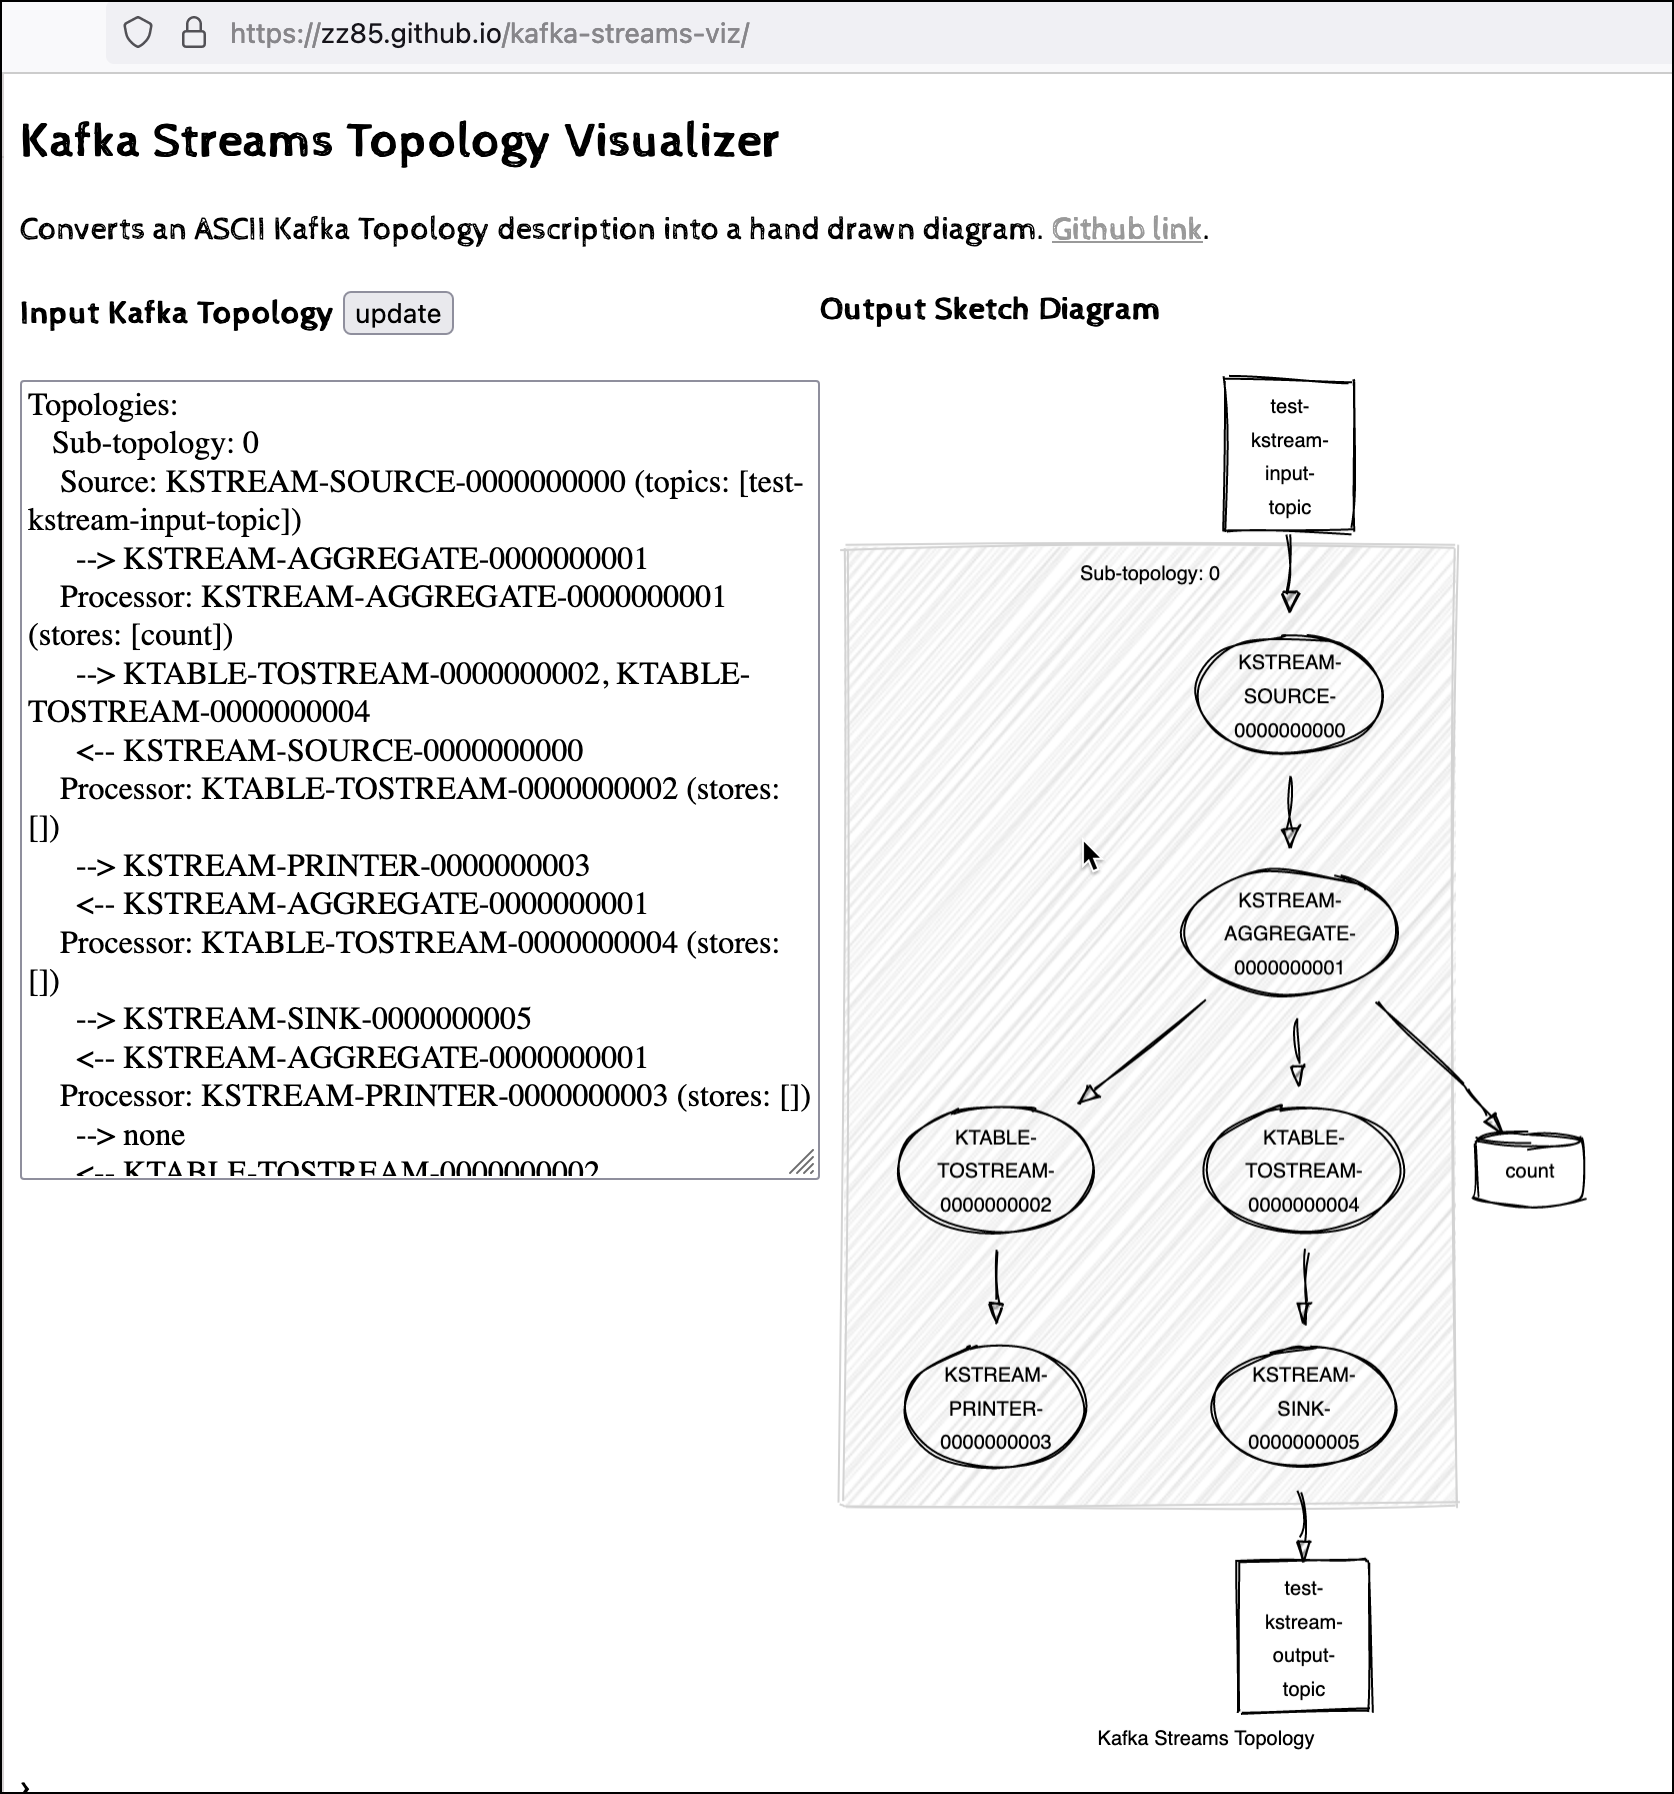 https://zz85.github.io/kafka-streams-viz/
Kafka Streams Topology Visualizer
Converts an ASCII Kafka Topology description into a hand drawn diagram. Github link.
Input Kafka Topology update
Topologies:
Sub-topology: 0
Source: KSTREAM-SOURCE-0000000000 (topics: [test-
kstream-input-topic])
--> KSTREAM-AGGREGATE-0000000001
Processor: KSTREAM-AGGREGATE-0000000001
(stores: [count])
--> KTABLE-TOSTREAM-0000000002, KTABLE-
TOSTREAM-0000000004
<-- KSTREAM-SOURCE-0000000000
Processor: KTABLE-TOSTREAM-0000000002 (stores:
[])
--> KSTREAM-PRINTER-0000000003
<-- KSTREAM-AGGREGATE-0000000001
Processor: KTABLE-TOSTREAM-0000000004 (stores:
[])
--> KSTREAM-SINK-0000000005
<-- KSTREAM-AGGREGATE-0000000001
Processor: KSTREAM-PRINTER-0000000003 (stores: [])
--> none
<-- KTABLE-TOSTREAM-0000000002
Output Sketch Diagram
test-
kstream-
input-
topic
Sub-topology: 0
KSTREAM-
SOURCE-
0000000000
KSTREAM-
AGGREGATE-
0000000001
KTABLE-
TOSTREAM-
0000000002
KTABLE-
TOSTREAM-
0000000004
count
KSTREAM-
PRINTER-
0000000003
KSTREAM-
SINK-
0000000005
test-
kstream-
output-
topic
Kafka Streams Topology